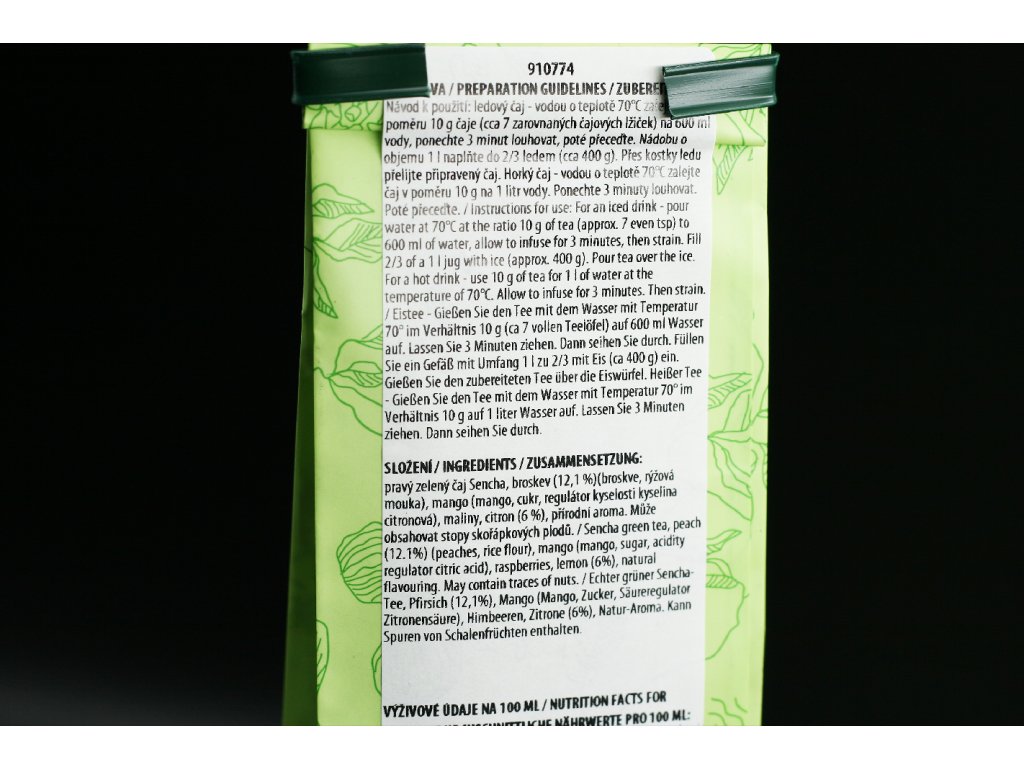 910774
VA / PREPARATION GUIDELINES / ZUBEREI
Návod k použití: ledový čaj - vodou o teplotě 70°C
poměru 10 g čaje (cca 7 zarovnaných čajových lžiček) na 600 ml
vody, ponechte 3 minut louhovat, poté přeceďte. Nádobu o
objemu 1 l naplňte do 2/3 ledem (cca 400 g). Přes kostky ledu
přelijte připravený čaj. Horký čaj - vodou o teplotě 70°C zalejte
čaj v poměru 10 g na 1 litr vody. Ponechte 3 minuty louhovat.
Poté přeceďte. / Instructions for use: For an iced drink - pour
water at 70°C at the ratio 10 g of tea (approx. 7 even tsp) to
600 ml of water, allow to infuse for 3 minutes, then strain. Fill
2/3 of a 1 l jug with ice (approx. 400 g). Pour tea over the ice.
For a hot drink - use 10 g of tea for 1 l of water at the
temperature of 70°C. Allow to infuse for 3 minutes. Then strain.
/ Eistee - Gießen Sie den Tee mit dem Wasser mit Temperatur
70° im Verhältnis 10 g (ca 7 vollen Teelöfel) auf 600 ml Wasser
auf. Lassen Sie 3 Minuten ziehen. Dann seihen Sie durch. Füllen
Sie ein Gefäß mit Umfang 1 l zu 2/3 mit Eis (ca 400 g) ein.
Gießen Sie den zubereiteten Tee über die Eiswürfel. Heißer Tee
- Gießen Sie den Tee mit dem Wasser mit Temperatur 70° im
Verhältnis 10 g auf 1 liter Wasser auf. Lassen Sie 3 Minuten
ziehen. Dann seihen Sie durch.
SLOŽENÍ / INGREDIENTS / ZUSAMMENSETZUNG:
pravý zelený čaj Sencha, broskev (12,1 %)(broskve, rýžová
mouka), mango (mango, cukr, regulátor kyselosti kyselina
citronová), maliny, citron (6 %), přírodní aroma. Může
obsahovat stopy skořápkových plodů. / Sencha green tea, peach
(12.1%) (peaches, rice flour), mango (mango, sugar, acidity
regulator citric acid), raspberries, lemon (6%), natural
flavouring. May contain traces of nuts. / Echter grüner Sencha-
Tee, Pfirsich (12,1%), Mango (Mango, Zucker, Säureregulator
Zitronensäure), Himbeeren, Zitrone (6%), Natur-Aroma. Kann
Spuren von Schalenfrüchten enthalten.
VÝŽIVOVÉ ÚDAJE NA 100 ML / NUTRITION FACTS FOR
NÄHRWERTE PRO 100 ML: